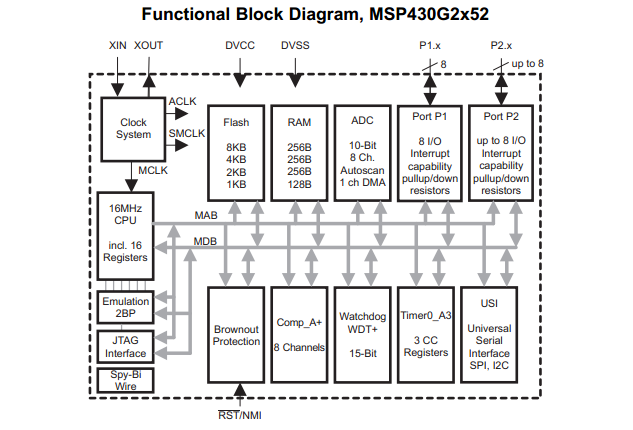 Functional Block Diagram, MSP430G2x52
XIN XOUT DVCC DVSS P1.x P2.x
8 up to 8
Clock
System
ACLK
SMCLK
MCLK
Flash
8KB
4KB
2KB
1KB
RAM
256B
256B
256B
128B
ADC
10-Bit
8 Ch.
Autoscan
1 ch DMA
Port P1
8 I/O
Interrupt
capability
pullup/down
resistors
Port P2
up to 8 I/O
Interrupt
capability
pullup/down
resistors
16MHz
CPU
incl. 16
Registers
MAB
MDB
Emulation
2BP
JTAG
Interface
Spy-Bi
Wire
Brownout
Protection
Comp_A+
8 Channels
Watchdog
WDT+
15-Bit
Timer0_A3
3 CC
Registers
USI
Universal
Serial
Interface
SPI, I2C
RST/NMI